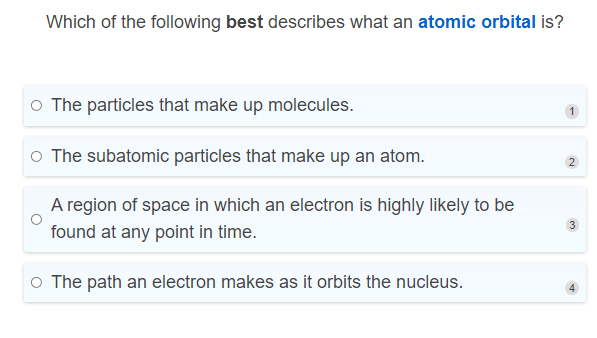 Which of the following best describes what an atomic orbital is?
The particles that make up molecules.
1
The subatomic particles that make up an atom.
2
A region of space in which an electron is highly likely to be
found at any point in time.
3
The path an electron makes as it orbits the nucleus.
4